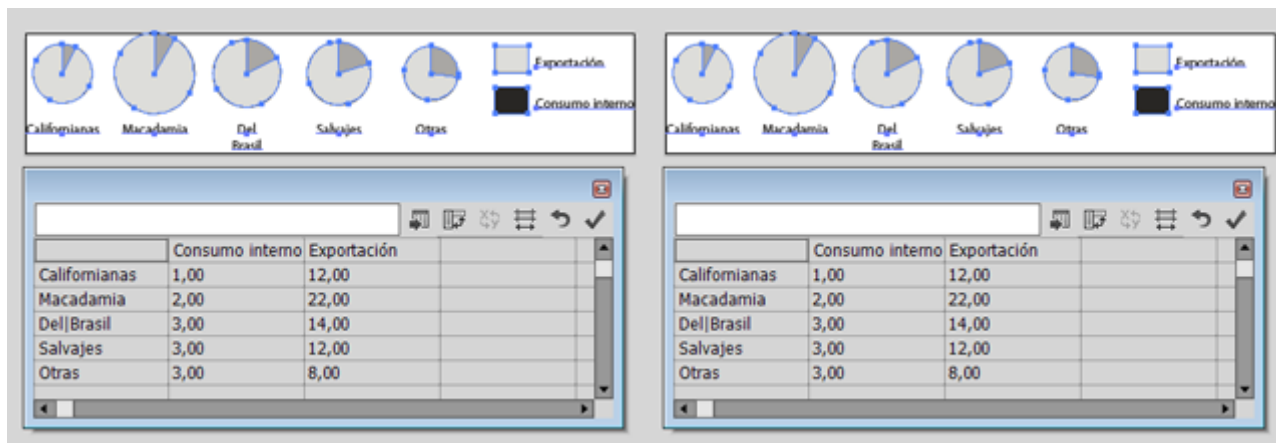 Exportación
Consumo interno
Californianas Macadamia Del Brasil Salvajes Otras
Consumo interno Exportación
Californianas 1,00 12,00
Macadamia 2,00 22,00
Del|Brasil 3,00 14,00
Salvajes 3,00 12,00
Otras 3,00 8,00
Exportación
Consumo interno
Californianas Macadamia Del Brasil Salvajes Otras
Consumo interno Exportación
Californianas 1,00 12,00
Macadamia 2,00 22,00
Del|Brasil 3,00 14,00
Salvajes 3,00 12,00
Otras 3,00 8,00